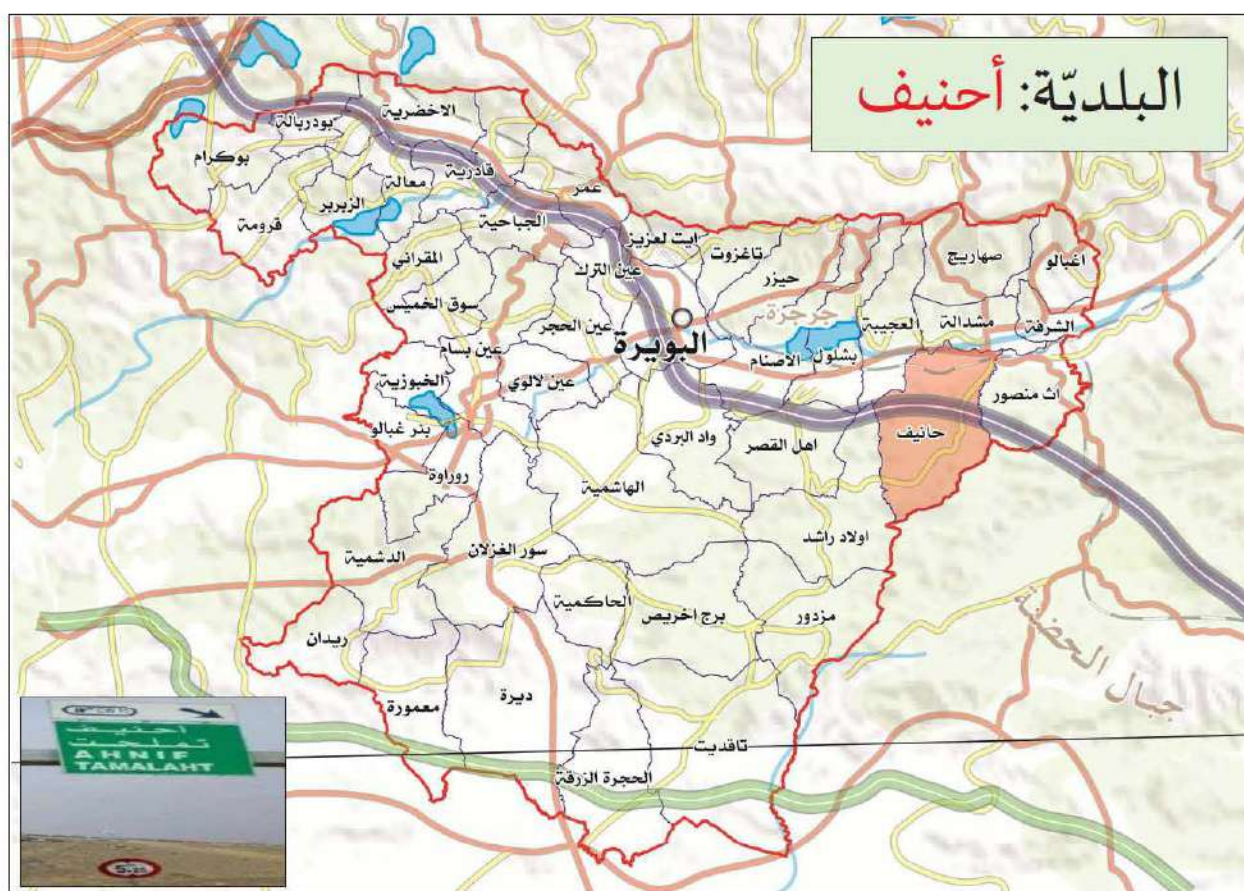 البلديّة: أحنيف
الاخضرية
بودربالة
بوكرام
قادرية
عمر
معالة
الزبربر
قرومة
الجباحية
ايت لعزيز
تاغزوت
صهاريج
اغبالو
المقراني
عين الترك
حيزر
سوق الخميس
جرجرة
العجيبة
مشدالة
الشرفة
عين الحجر
البويرة
الاصنام
بشلول
عين بسام
الخبوزية
عين لالوي
اث منصور
بئر غبالو
واد البردي
اهل القصر
حانيف
روراوة
الهاشمية
اولاد راشد
الدشمية
سور الغزلان
الحاكمية
برج اخريص
مزدور
ريدان
جبال الحضنة
ديرة
معمورة
تاقديت
الحجرة الزرقة
احنيف
تملحت
AHNIF
TAMALAHT